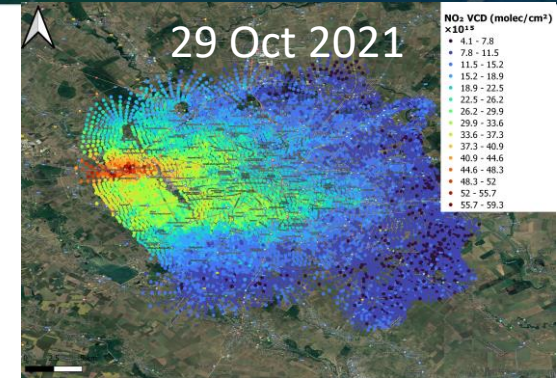 29 Oct 2021
NO₂ VCD (molec/cm²)
×10¹⁵
4.1 - 7.8
7.8 - 11.5
11.5 - 15.2
15.2 - 18.9
18.9 - 22.5
22.5 - 26.2
26.2 - 29.9
29.9 - 33.6
33.6 - 37.3
37.3 - 40.9
40.9 - 44.6
44.6 - 48.3
48.3 - 52
52 - 55.7
55.7 - 59.3